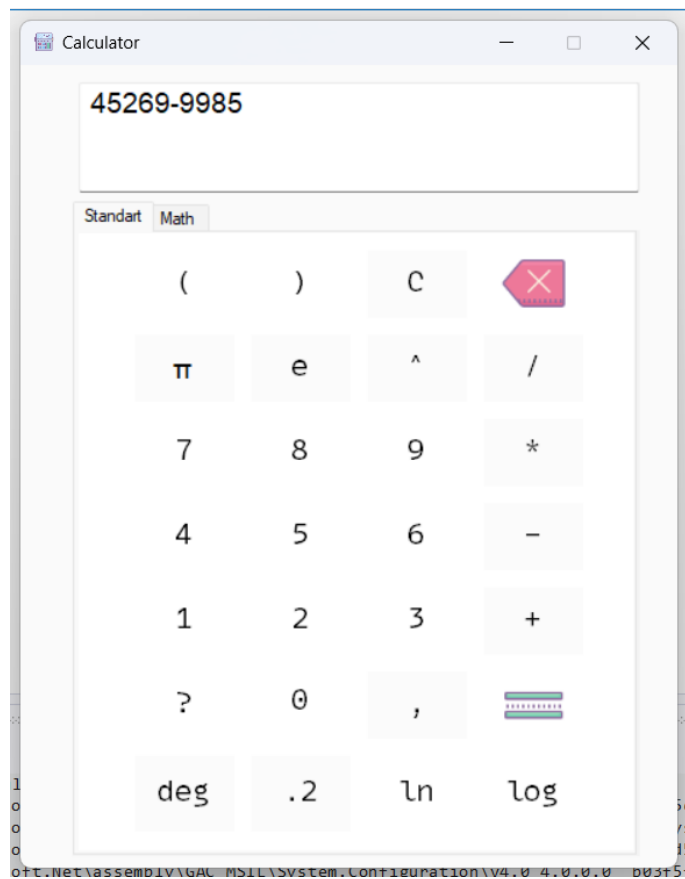 Calculator
45269-9985
Standart Math
( ) C
π e ^ /
7 8 9 *
4 5 6 -
1 2 3 +
? 0 ,
deg .2 ln log
oft.Net\assembly\GAC_MSIL\System.Configuration\v4.0_4.0.0.0__b03f5